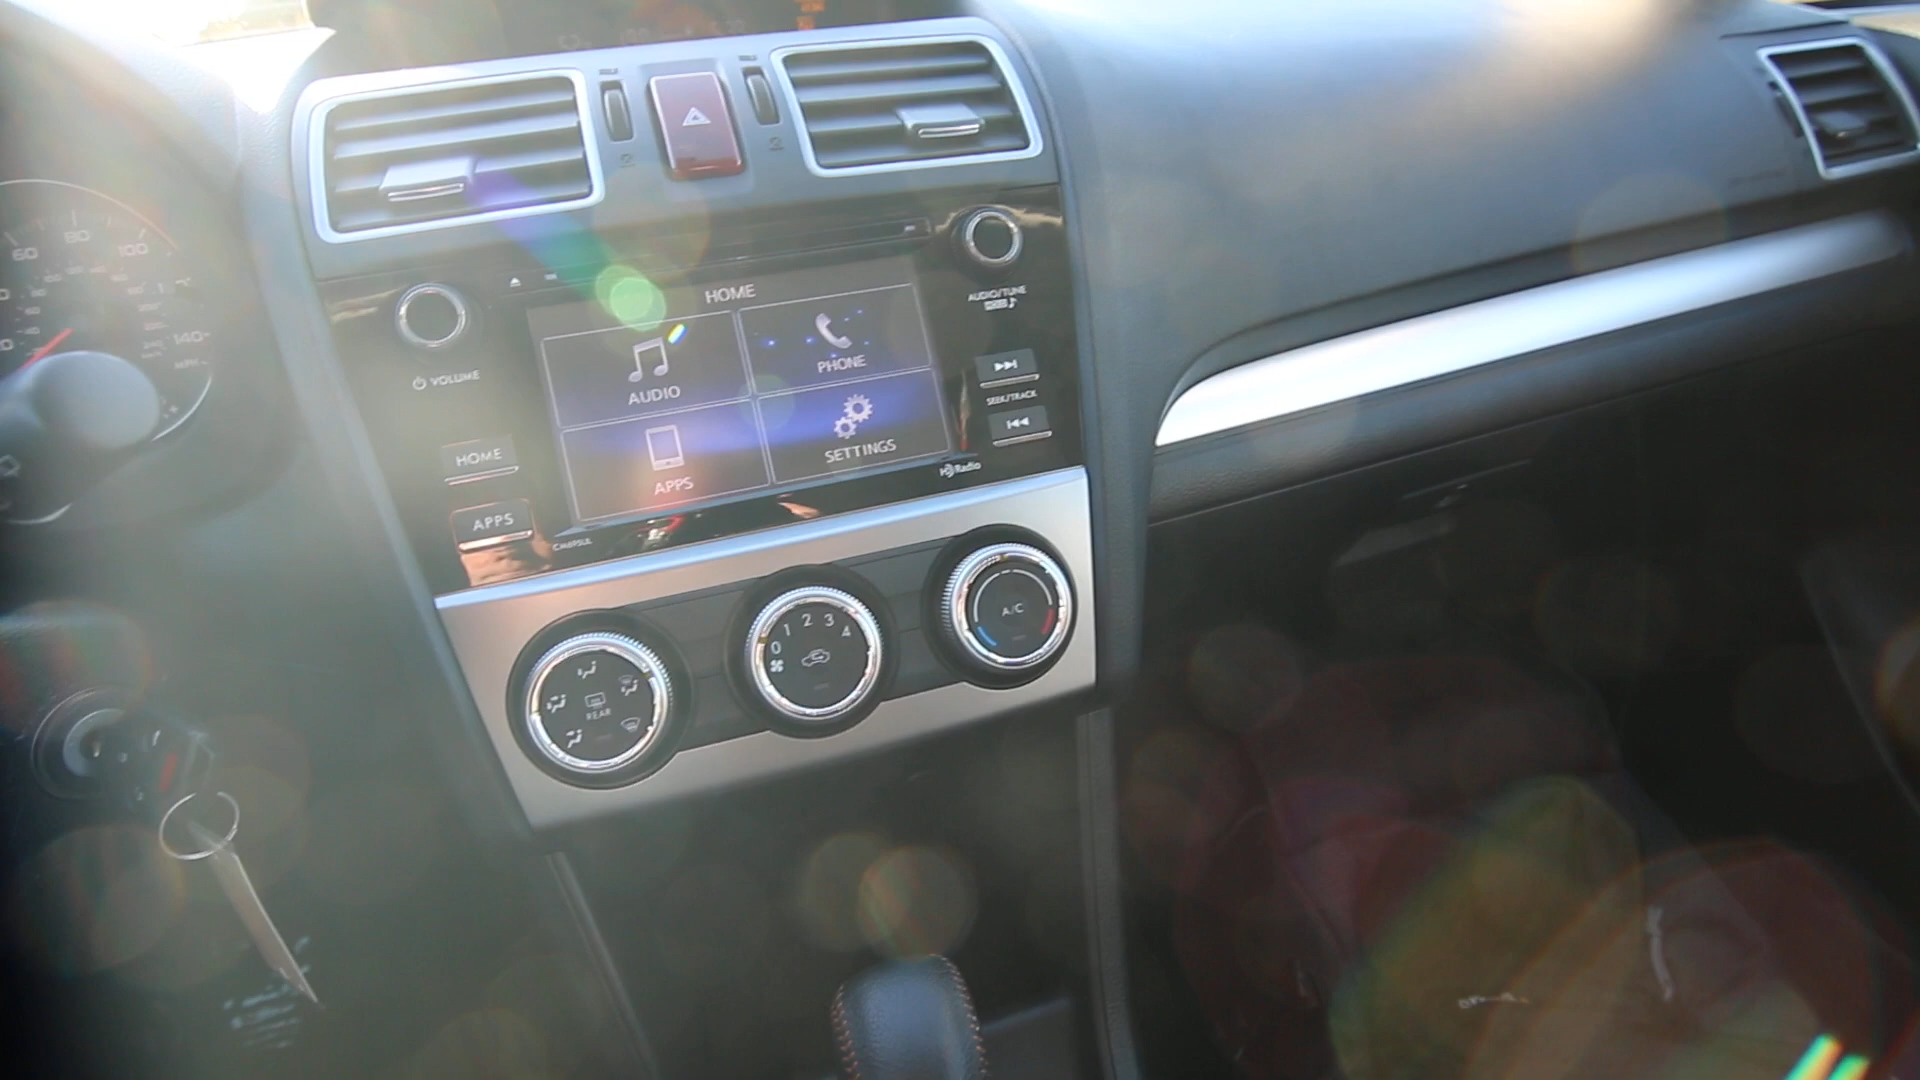 60
80
100
140
MPH
HOME
AUDIO
PHONE
APPS
SETTINGS
VOLUME
HOME
APPS
AUDIO/TUNE
SEEK/TRACK
HD Radio
REAR
0 1 2 3 4
A/C